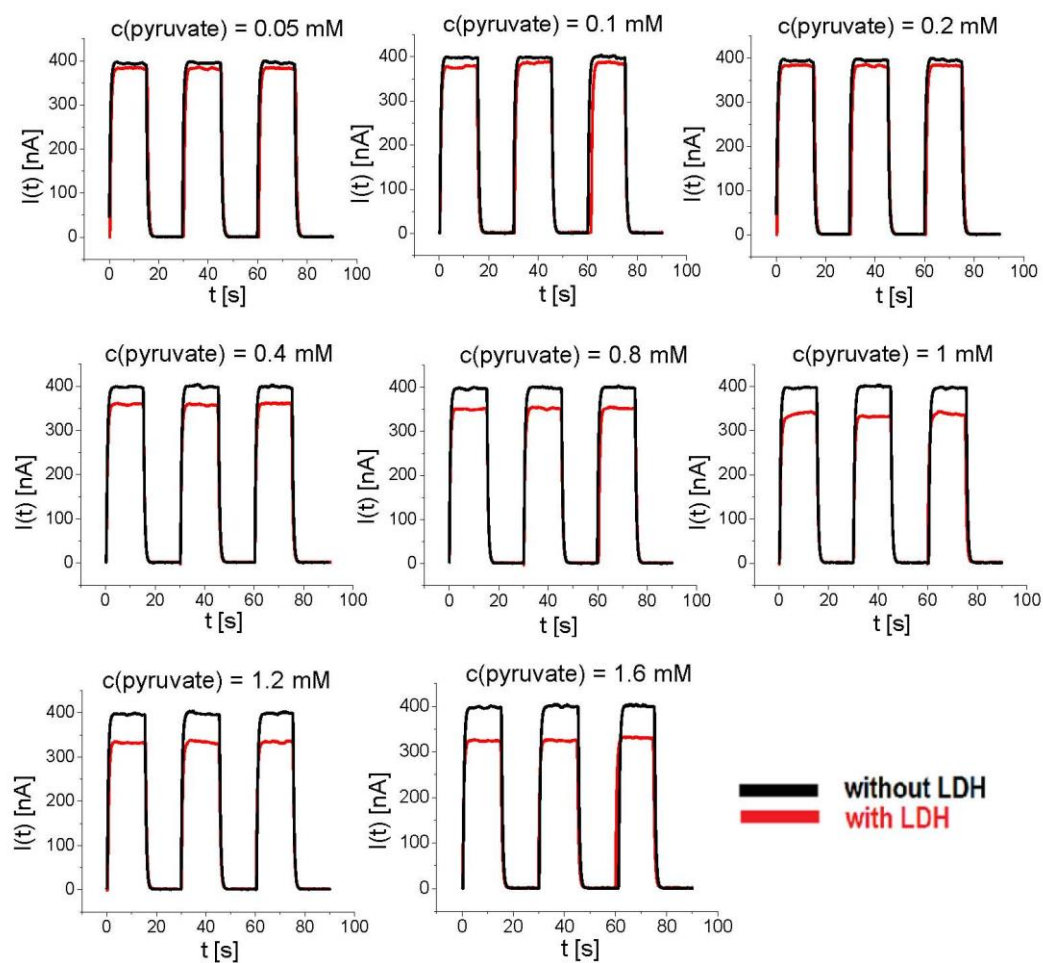 c(pyruvate) = 0.05 mM
I(t) [nA]
400
300
200
100
0
0 20 40 60 80 100
t [s]
c(pyruvate) = 0.1 mM
I(t) [nA]
400
300
200
100
0
0 20 40 60 80 100
t [s]
c(pyruvate) = 0.2 mM
I(t) [nA]
400
300
200
100
0
0 20 40 60 80 100
t [s]
c(pyruvate) = 0.4 mM
I(t) [nA]
400
300
200
100
0
0 20 40 60 80 100
t [s]
c(pyruvate) = 0.8 mM
I(t) [nA]
400
300
200
100
0
0 20 40 60 80 100
t [s]
c(pyruvate) = 1 mM
I(t) [nA]
400
300
200
100
0
0 20 40 60 80 100
t [s]
c(pyruvate) = 1.2 mM
I(t) [nA]
400
300
200
100
0
0 20 40 60 80 100
t [s]
c(pyruvate) = 1.6 mM
I(t) [nA]
400
300
200
100
0
0 20 40 60 80 100
t [s]
without LDH
with LDH